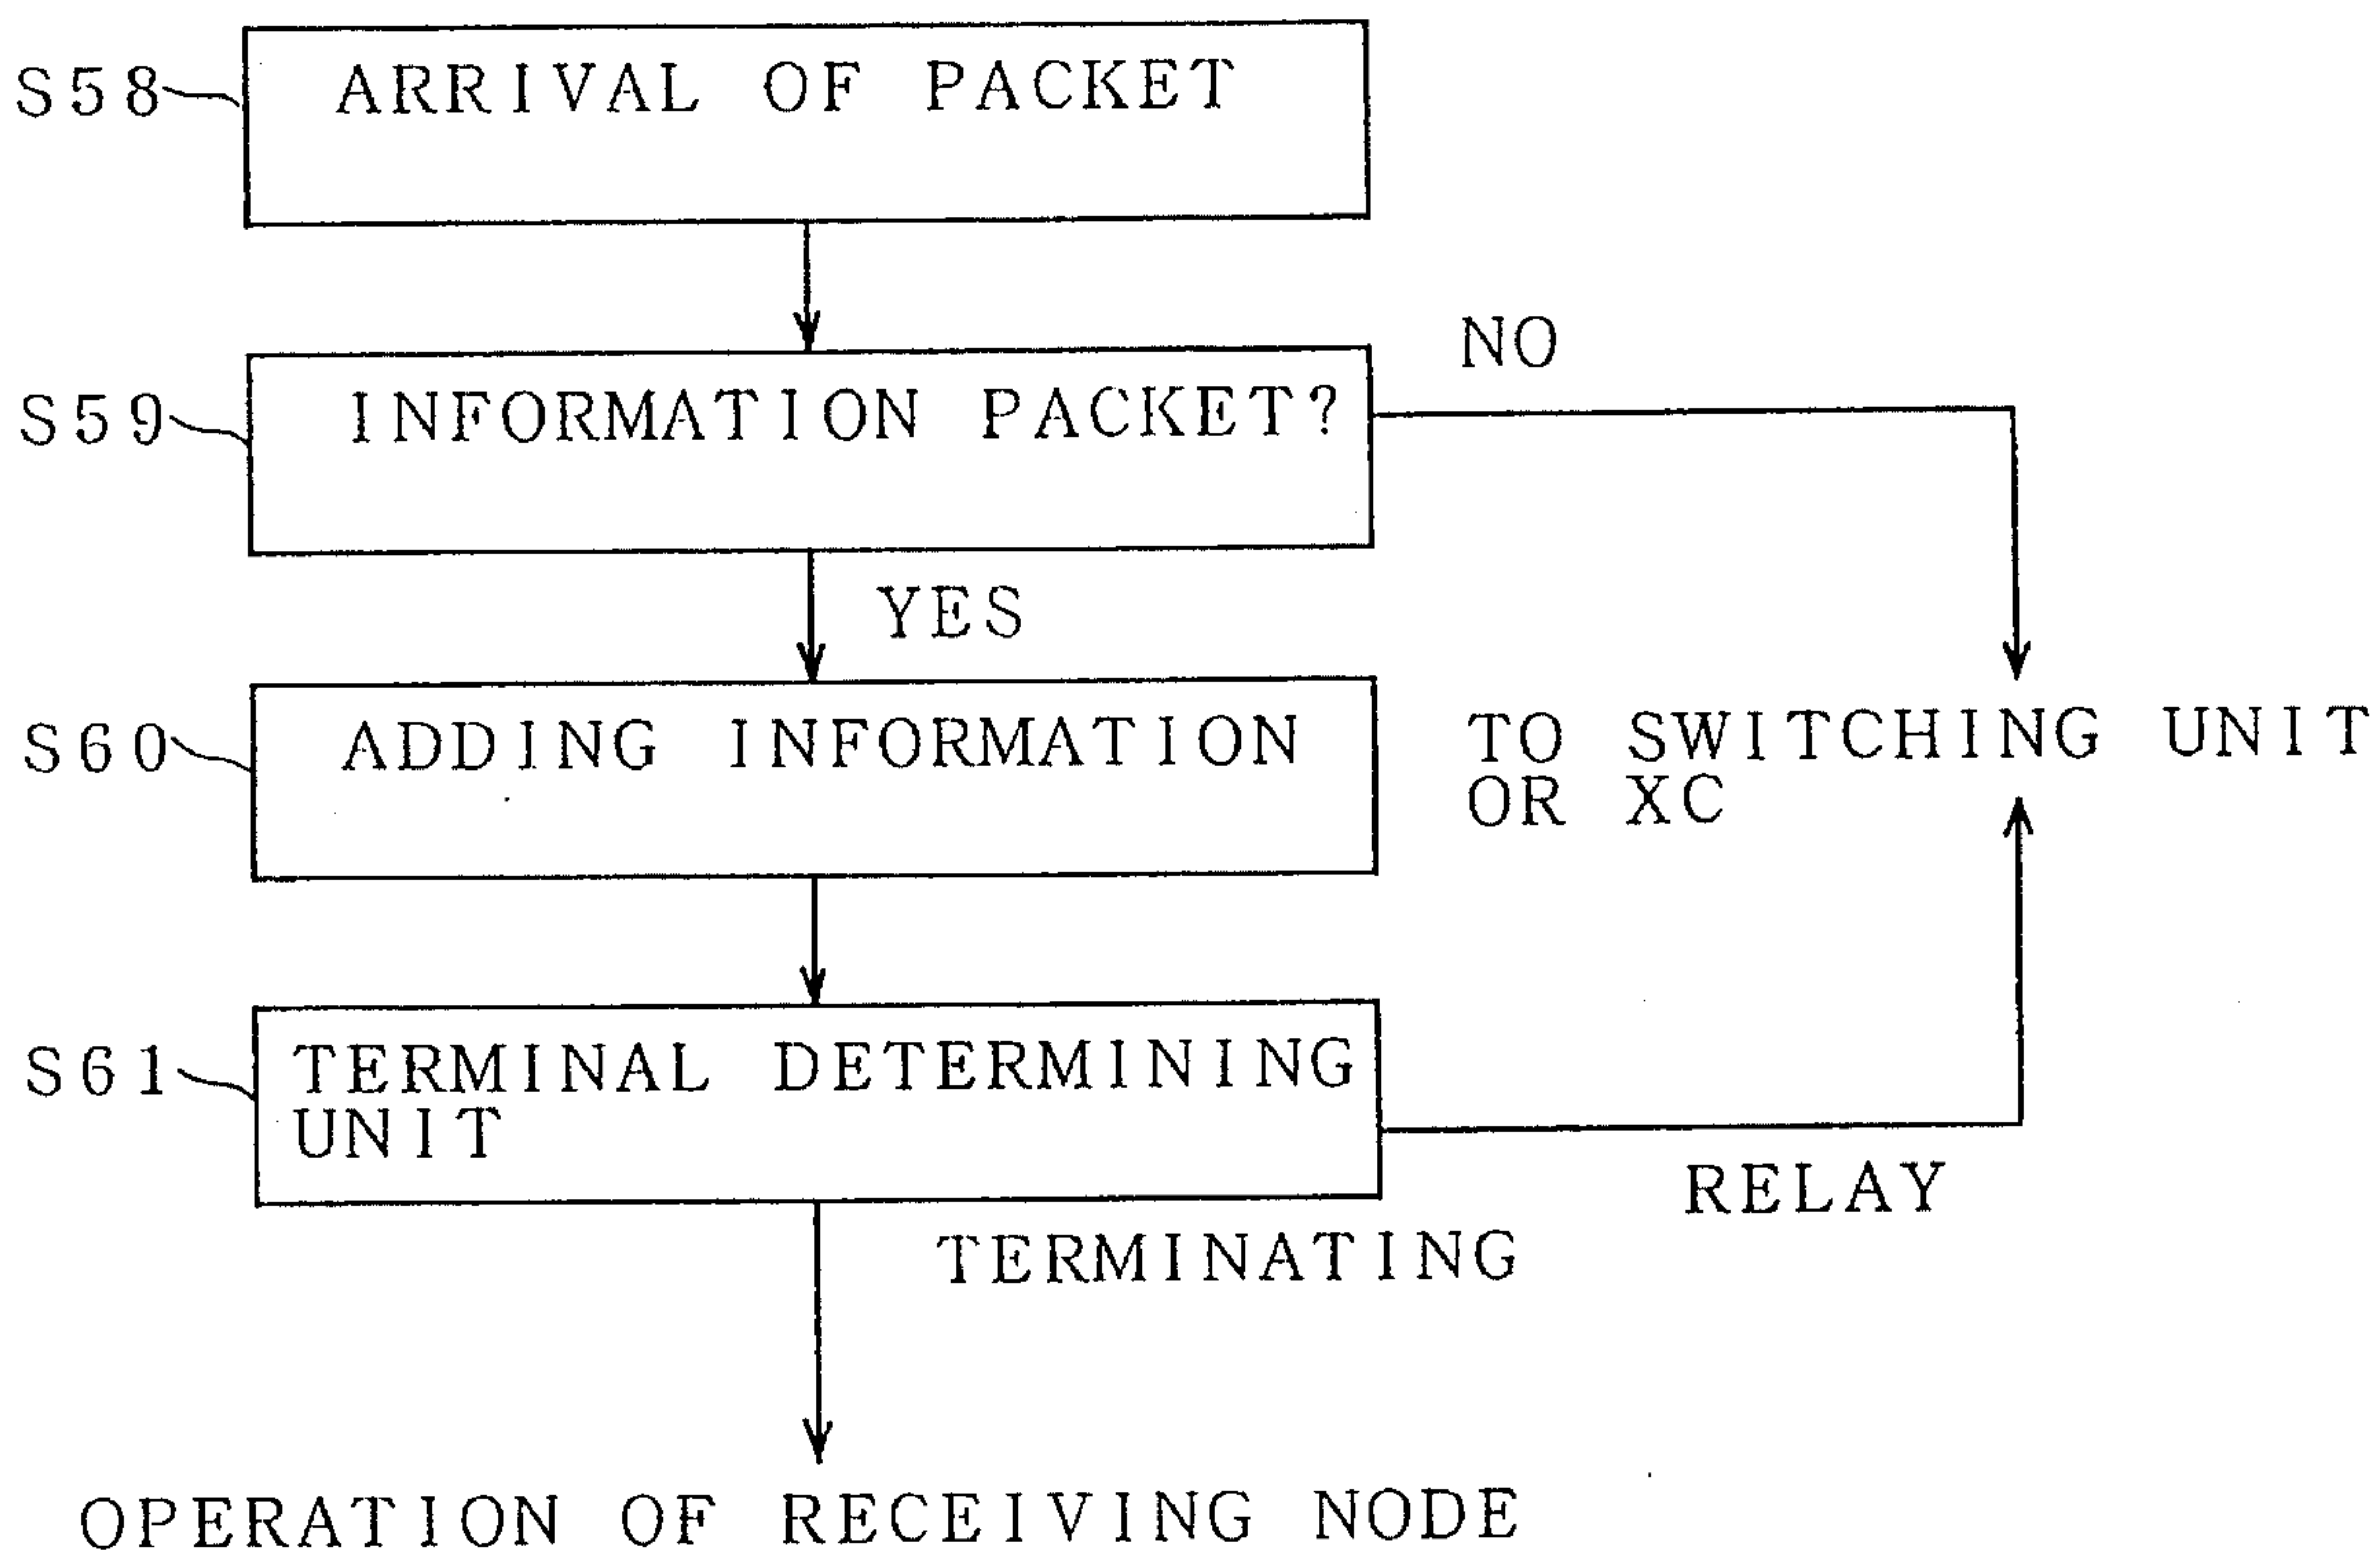 S58
ARRIVAL OF PACKET
NO
S59
INFORMATION PACKET?
YES
S60
ADDING INFORMATION
TO SWITCHING UNIT
OR XC
S61
TERMINAL DETERMINING
UNIT
RELAY
TERMINATING
OPERATION OF RECEIVING NODE